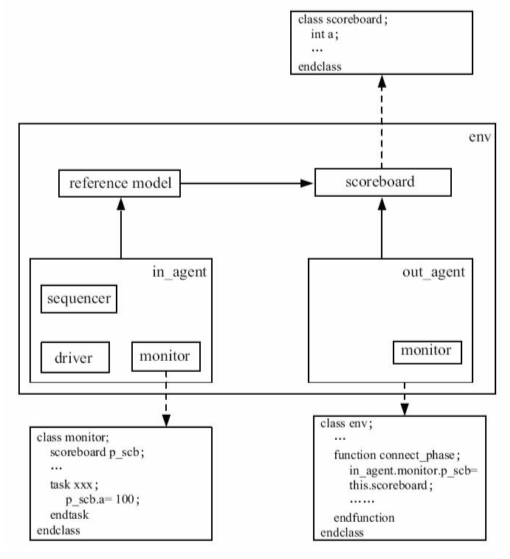 class scoreboard;
int a;
...
endclass
env
reference model
scoreboard
in_agent
out_agent
sequencer
driver
monitor
monitor
class monitor;
scoreboard p_scb;
...
task xxx;
p_scb.a= 100;
endtask
endclass
class env;
...
function connect_phase;
in_agent.monitor.p_scb=
this.scoreboard;
......
endfunction
endclass